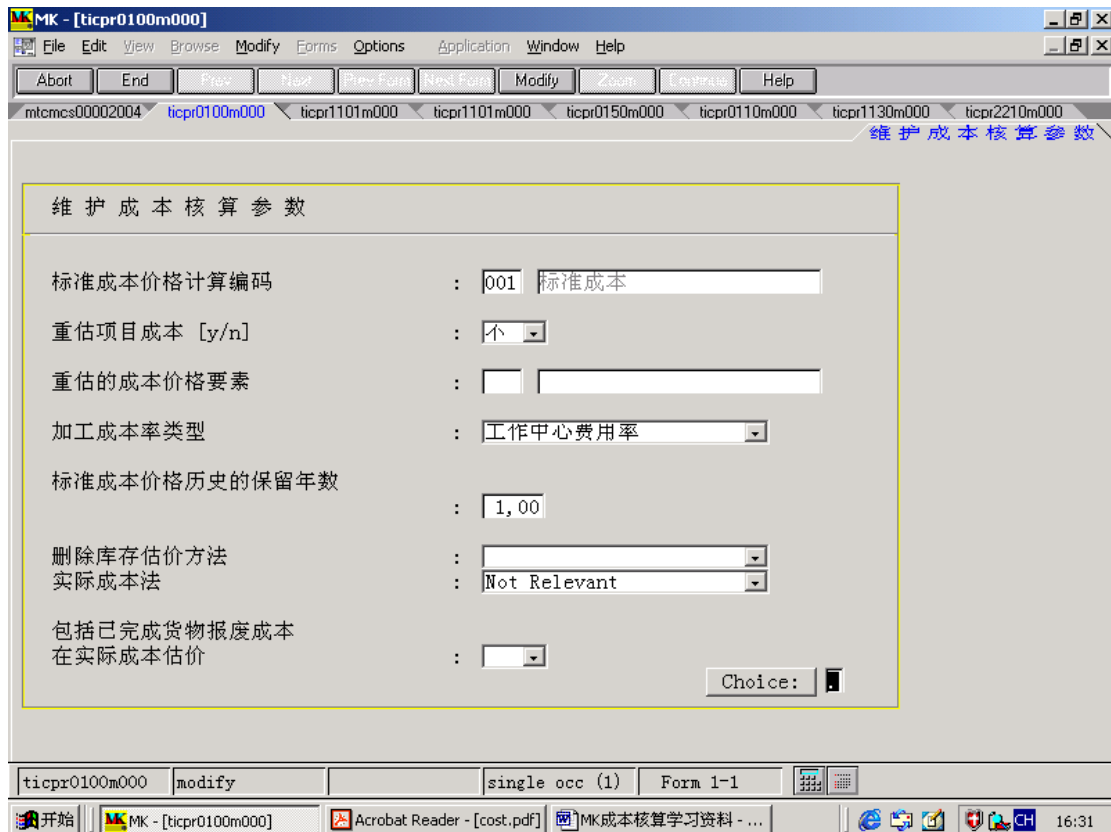 MK - [ticpr0100m000]
File Edit View Browse Modify Forms Options Application Window Help
Abort End Prev Next Prev Form Next Form Modify Zoom Continue Help
mtcmcs00002004 ticpr0100m000 ticpr1101m000 ticpr1101m000 ticpr0150m000 ticpr0110m000 ticpr1130m000 ticpr2210m000
维护成本核算参数
维护成本核算参数
标准成本价格计算编码 : 001 标准成本
重估项目成本 [y/n] : 个
重估的成本价格要素 :
加工成本率类型 : 工作中心费用率
标准成本价格历史的保留年数
: 1,00
删除库存估价方法 :
实际成本法 : Not Relevant
包括已完成货物报废成本
在实际成本估价 :
Choice: .
ticpr0100m000 modify single occ (1) Form 1-1
开始 MK - [ticpr0100m000] Acrobat Reader - [cost.pdf] MK成本核算学习资料 - ... CH 16:31